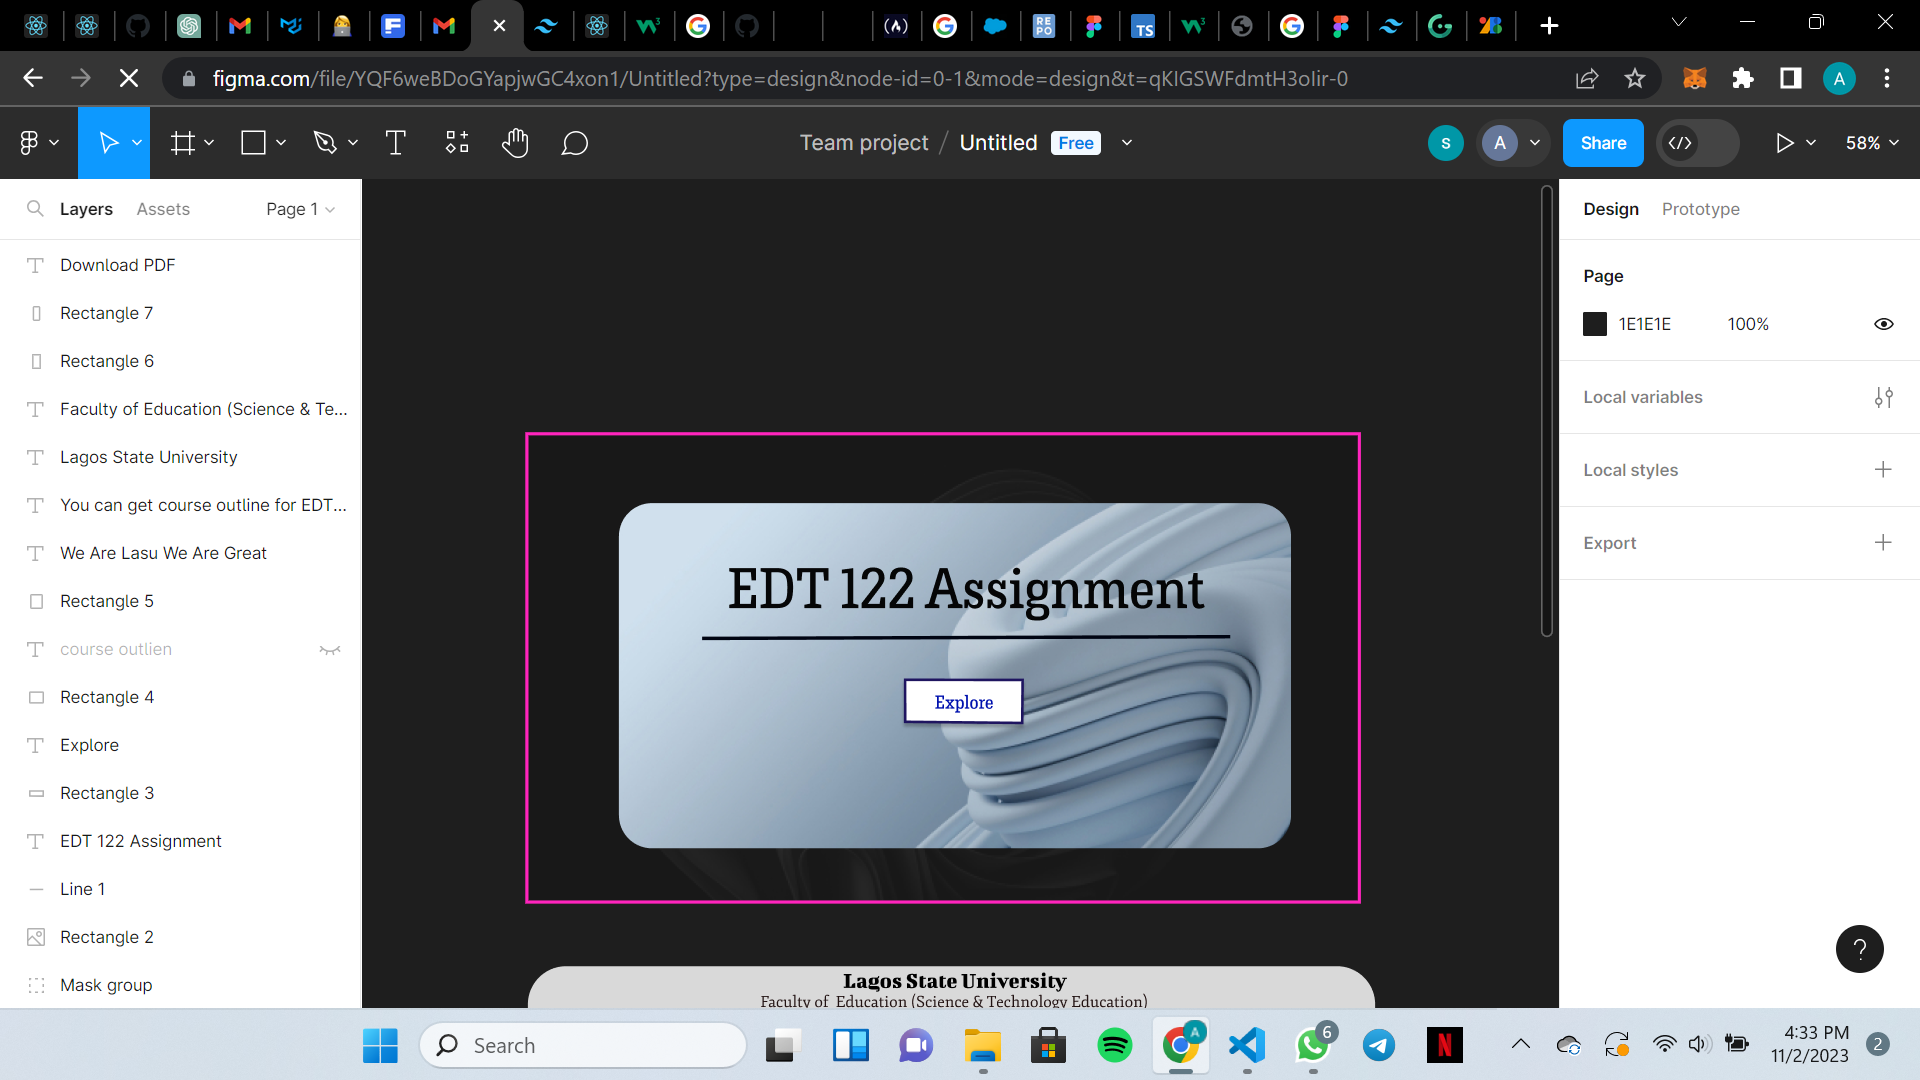 figma.com/file/YQF6weBDoGYapjwGC4xon1/Untitled?type=design&node-id=0-1&mode=design&t=qKIGSWFdmtH3oIir-0
A
Team project / Untitled Free
S
A
Share
58%
Layers Assets Page 1
Design Prototype
Download PDF
Rectangle 7
Rectangle 6
Faculty of Education (Science & Te...
Lagos State University
You can get course outline for EDT...
We Are Lasu We Are Great
Rectangle 5
course outlien
Rectangle 4
Explore
Rectangle 3
EDT 122 Assignment
Line 1
Rectangle 2
Mask group
EDT 122 Assignment
Explore
Lagos State University
Faculty of Education (Science & Technology Education)
Page
1E1E1E 100%
Local variables
Local styles
Export
?
Search
A
6
N
4:33 PM
11/2/2023
2